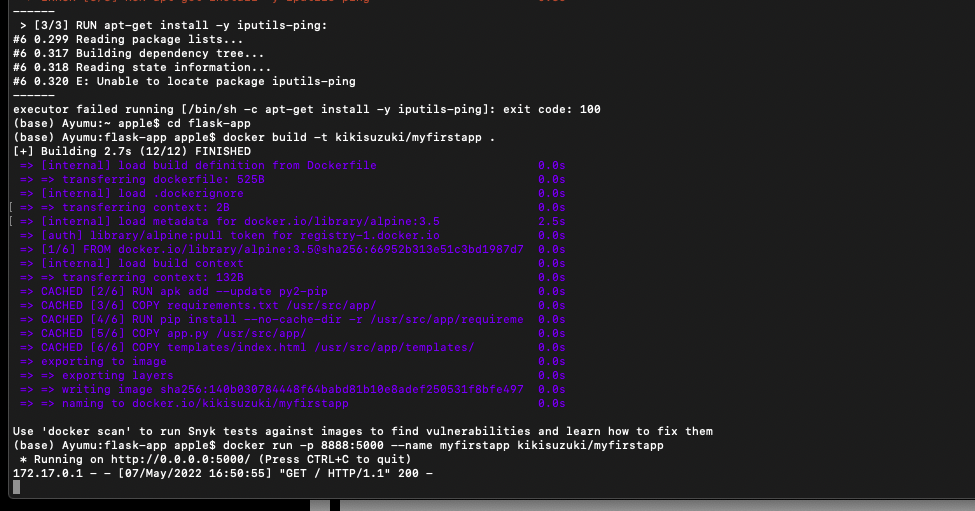 ------
 > [3/3] RUN apt-get install -y iputils-ping:
#6 0.299 Reading package lists...
#6 0.317 Building dependency tree...
#6 0.318 Reading state information...
#6 0.320 E: Unable to locate package iputils-ping
------
executor failed running [/bin/sh -c apt-get install -y iputils-ping]: exit code: 100
(base) Ayumu:~ apple$ cd flask-app
(base) Ayumu:flask-app apple$ docker build -t kikisuzuki/myfirstapp .
[+] Building 2.7s (12/12) FINISHED
 => [internal] load build definition from Dockerfile 0.0s
 => => transferring dockerfile: 525B 0.0s
 => [internal] load .dockerignore 0.0s
[ => => transferring context: 2B 0.0s
[ => [internal] load metadata for docker.io/library/alpine:3.5 2.5s
 => [auth] library/alpine:pull token for registry-1.docker.io 0.0s
 => [1/6] FROM docker.io/library/alpine:3.5@sha256:66952b313e51c3bd1987d7 0.0s
 => [internal] load build context 0.0s
 => => transferring context: 132B 0.0s
 => CACHED [2/6] RUN apk add --update py2-pip 0.0s
 => CACHED [3/6] COPY requirements.txt /usr/src/app/ 0.0s
 => CACHED [4/6] RUN pip install --no-cache-dir -r /usr/src/app/requireme 0.0s
 => CACHED [5/6] COPY app.py /usr/src/app/ 0.0s
 => CACHED [6/6] COPY templates/index.html /usr/src/app/templates/ 0.0s
 => exporting to image 0.0s
 => => exporting layers 0.0s
 => => writing image sha256:140b030784448f64babd81b10e8adef250531f8bfe497 0.0s
 => => naming to docker.io/kikisuzuki/myfirstapp 0.0s
Use 'docker scan' to run Snyk tests against images to find vulnerabilities and learn how to fix them
(base) Ayumu:flask-app apple$ docker run -p 8888:5000 --name myfirstapp kikisuzuki/myfirstapp
 * Running on http://0.0.0.0:5000/ (Press CTRL+C to quit)
172.17.0.1 - - [07/May/2022 16:50:55] "GET / HTTP/1.1" 200 -